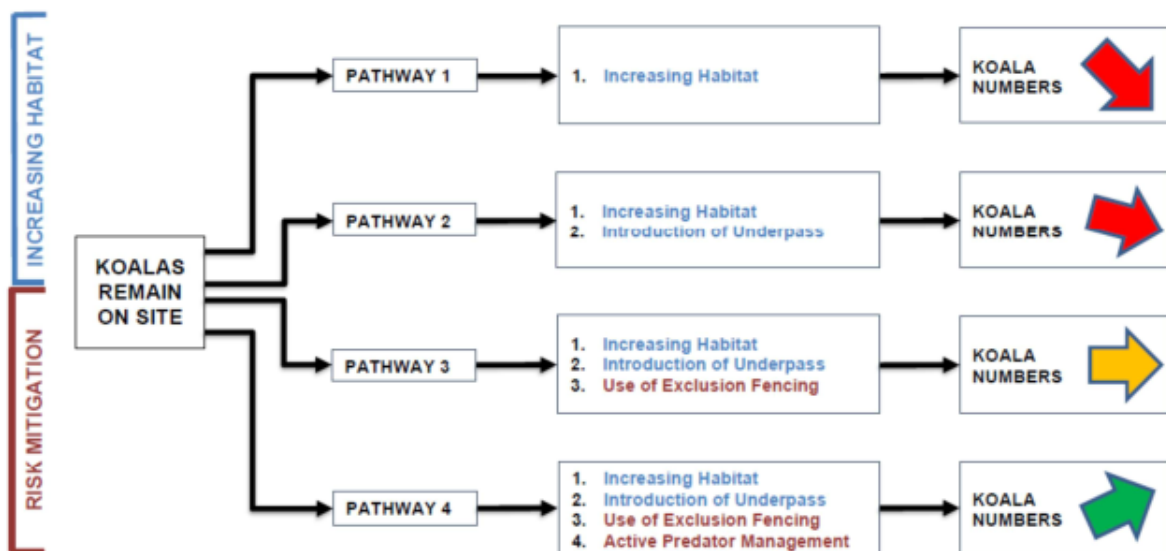 INCREASING HABITAT
RISK MITIGATION
KOALAS
REMAIN
ON SITE
PATHWAY 1
1. Increasing Habitat
KOALA
NUMBERS
PATHWAY 2
1. Increasing Habitat
2. Introduction of Underpass
KOALA
NUMBERS
PATHWAY 3
1. Increasing Habitat
2. Introduction of Underpass
3. Use of Exclusion Fencing
KOALA
NUMBERS
PATHWAY 4
1. Increasing Habitat
2. Introduction of Underpass
3. Use of Exclusion Fencing
4. Active Predator Management
KOALA
NUMBERS